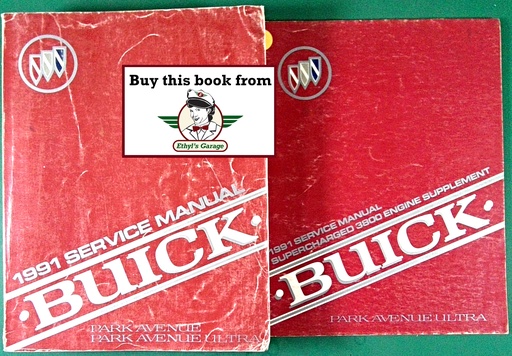 Buy this book from
Ethyl's Garage
1991 SERVICE MANUAL
·BUICK·
PARK AVENUE
PARK AVENUE ULTRA
1991 SERVICE MANUAL
SUPERCHARGED 3800 ENGINE SUPPLEMENT
·BUICK·
PARK AVENUE ULTRA